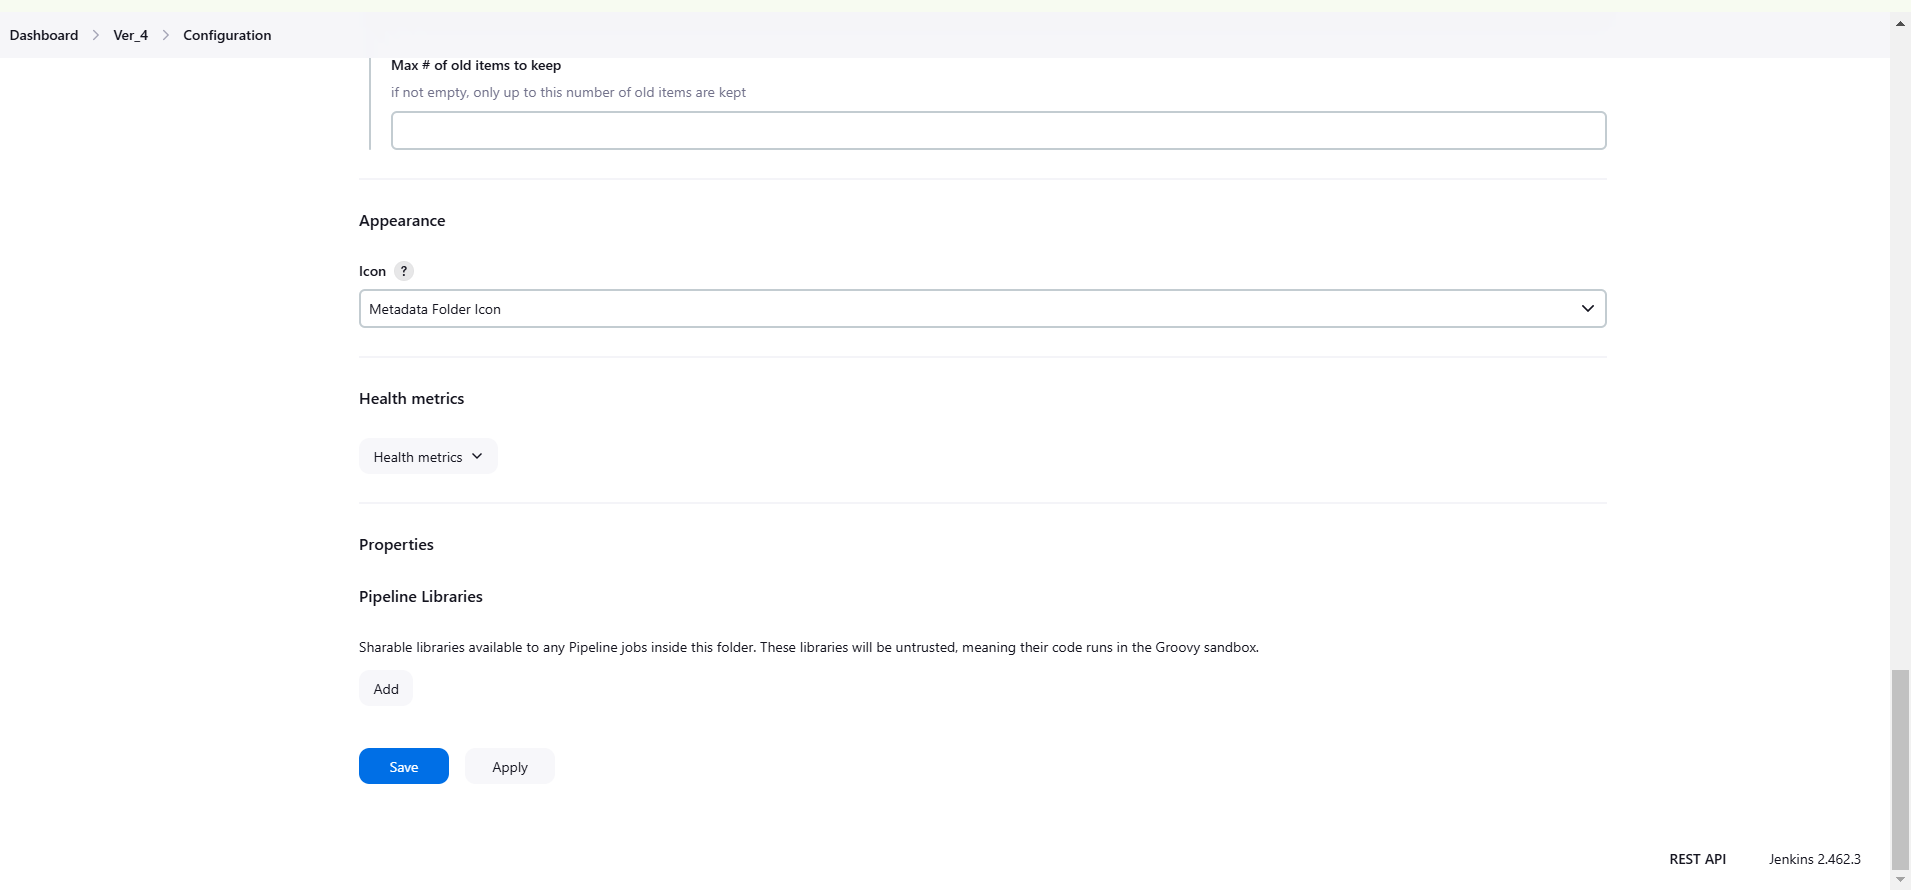 Dashboard > Ver_4 > Configuration
Max # of old items to keep
if not empty, only up to this number of old items are kept
Appearance
Icon ?
Metadata Folder Icon
Health metrics
Health metrics
Properties
Pipeline Libraries
Sharable libraries available to any Pipeline jobs inside this folder. These libraries will be untrusted, meaning their code runs in the Groovy sandbox.
Add
Save Apply
REST API Jenkins 2.462.3